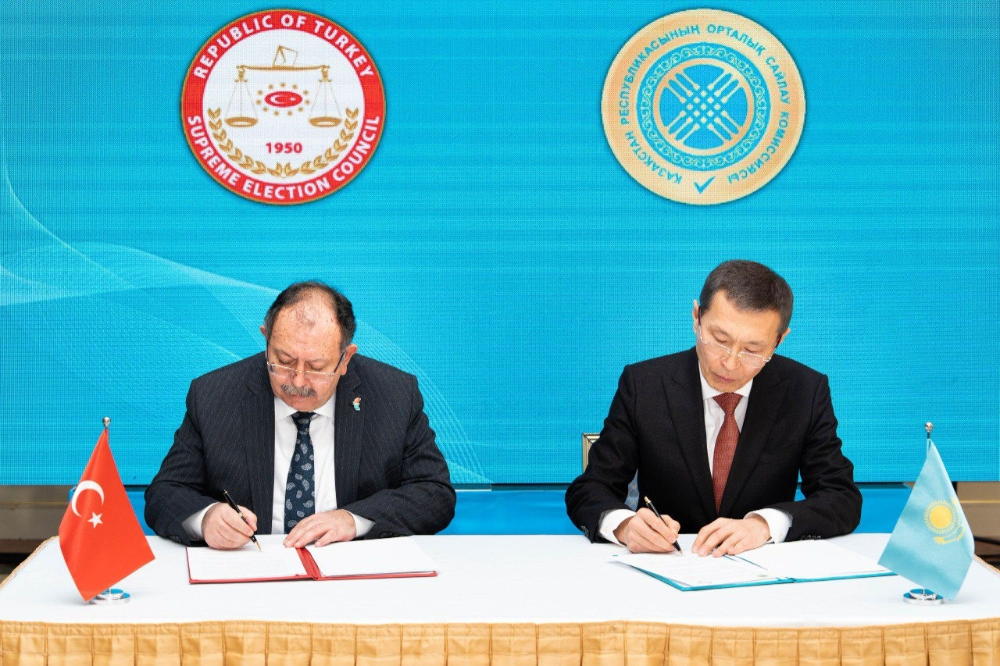 REPUBLIC OF TURKEY
1950
SUPREME ELECTION COUNCIL
ҚАЗАҚСТАН РЕСПУБЛИКАСЫНЫҢ ОРТАЛЫҚ САЙЛАУ КОМИССИЯСЫ